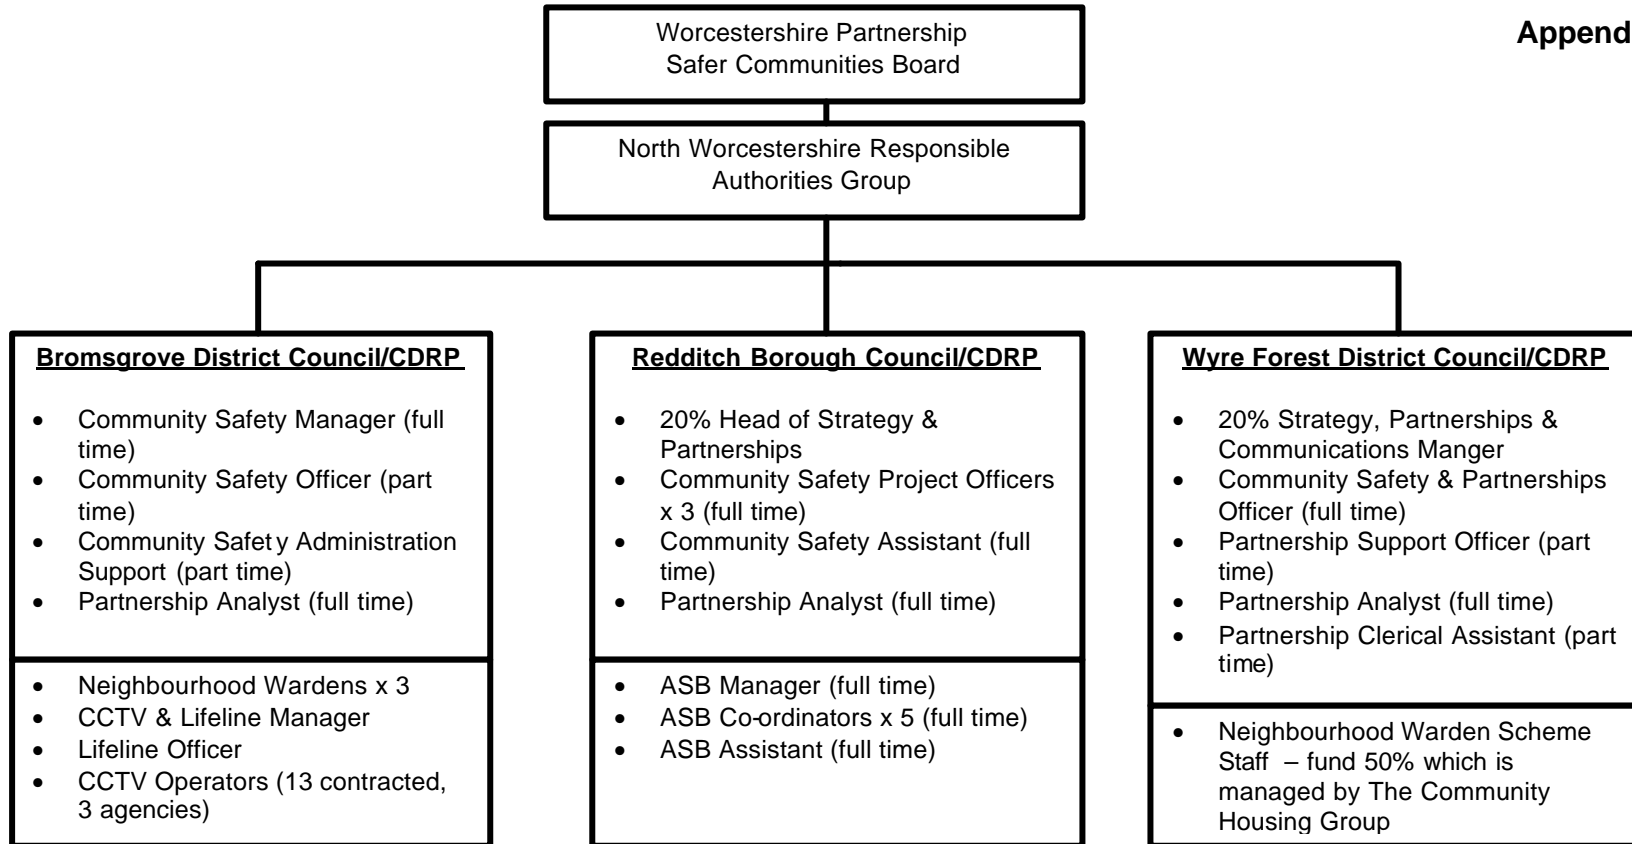 Worcestershire Partnership
Safer Communities Board
Append
North Worcestershire Responsible
Authorities Group
Bromsgrove District Council/CDRP
• Community Safety Manager (full
time)
• Community Safety Officer (part
time)
• Community Safety Administration
Support (part time)
• Partnership Analyst (full time)
• Neighbourhood Wardens x 3
• CCTV & Lifeline Manager
• Lifeline Officer
• CCTV Operators (13 contracted,
3 agencies)
Redditch Borough Council/CDRP
• 20% Head of Strategy &
Partnerships
• Community Safety Project Officers
x 3 (full time)
• Community Safety Assistant (full
time)
• Partnership Analyst (full time)
• ASB Manager (full time)
• ASB Co-ordinators x 5 (full time)
• ASB Assistant (full time)
Wyre Forest District Council/CDRP
• 20% Strategy, Partnerships &
Communications Manger
• Community Safety & Partnerships
Officer (full time)
• Partnership Support Officer (part
time)
• Partnership Analyst (full time)
• Partnership Clerical Assistant (part
time)
• Neighbourhood Warden Scheme
Staff – fund 50% which is
managed by The Community
Housing Group